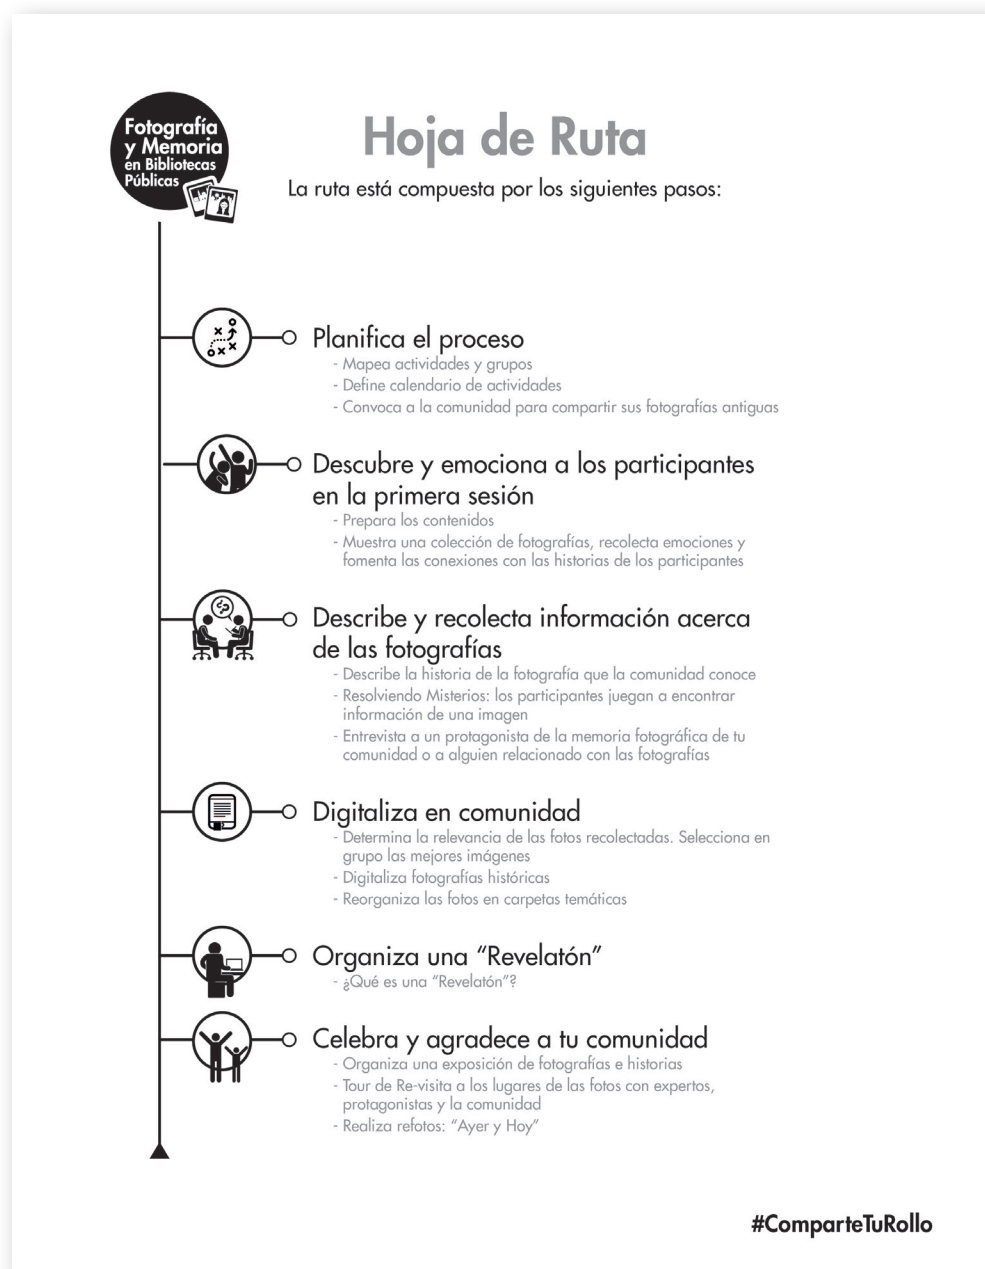 Fotografía
y Memoria
en Bibliotecas
Públicas
Hoja de Ruta
La ruta está compuesta por los siguientes pasos:
Planifica el proceso
- Mapea actividades y grupos
- Define calendario de actividades
- Convoca a la comunidad para compartir sus fotografías antiguas
Descubre y emociona a los participantes
en la primera sesión
- Prepara los contenidos
- Muestra una colección de fotografías, recolecta emociones y
fomenta las conexiones con las historias de los participantes
Describe y recolecta información acerca
de las fotografías
- Describe la historia de la fotografía que la comunidad conoce
- Resolviendo Misterios: los participantes juegan a encontrar
información de una imagen
- Entrevista a un protagonista de la memoria fotográfica de tu
comunidad o a alguien relacionado con las fotografías
Digitaliza en comunidad
- Determina la relevancia de las fotos recolectadas. Selecciona en
grupo las mejores imágenes
- Digitaliza fotografías históricas
- Reorganiza las fotos en carpetas temáticas
Organiza una “Revelatón”
- ¿Qué es una “Revelatón”?
Celebra y agradece a tu comunidad
- Organiza una exposición de fotografías e historias
- Tour de Re-visita a los lugares de las fotos con expertos,
protagonistas y la comunidad
- Realiza refotos: “Ayer y Hoy”
#ComparteTuRollo